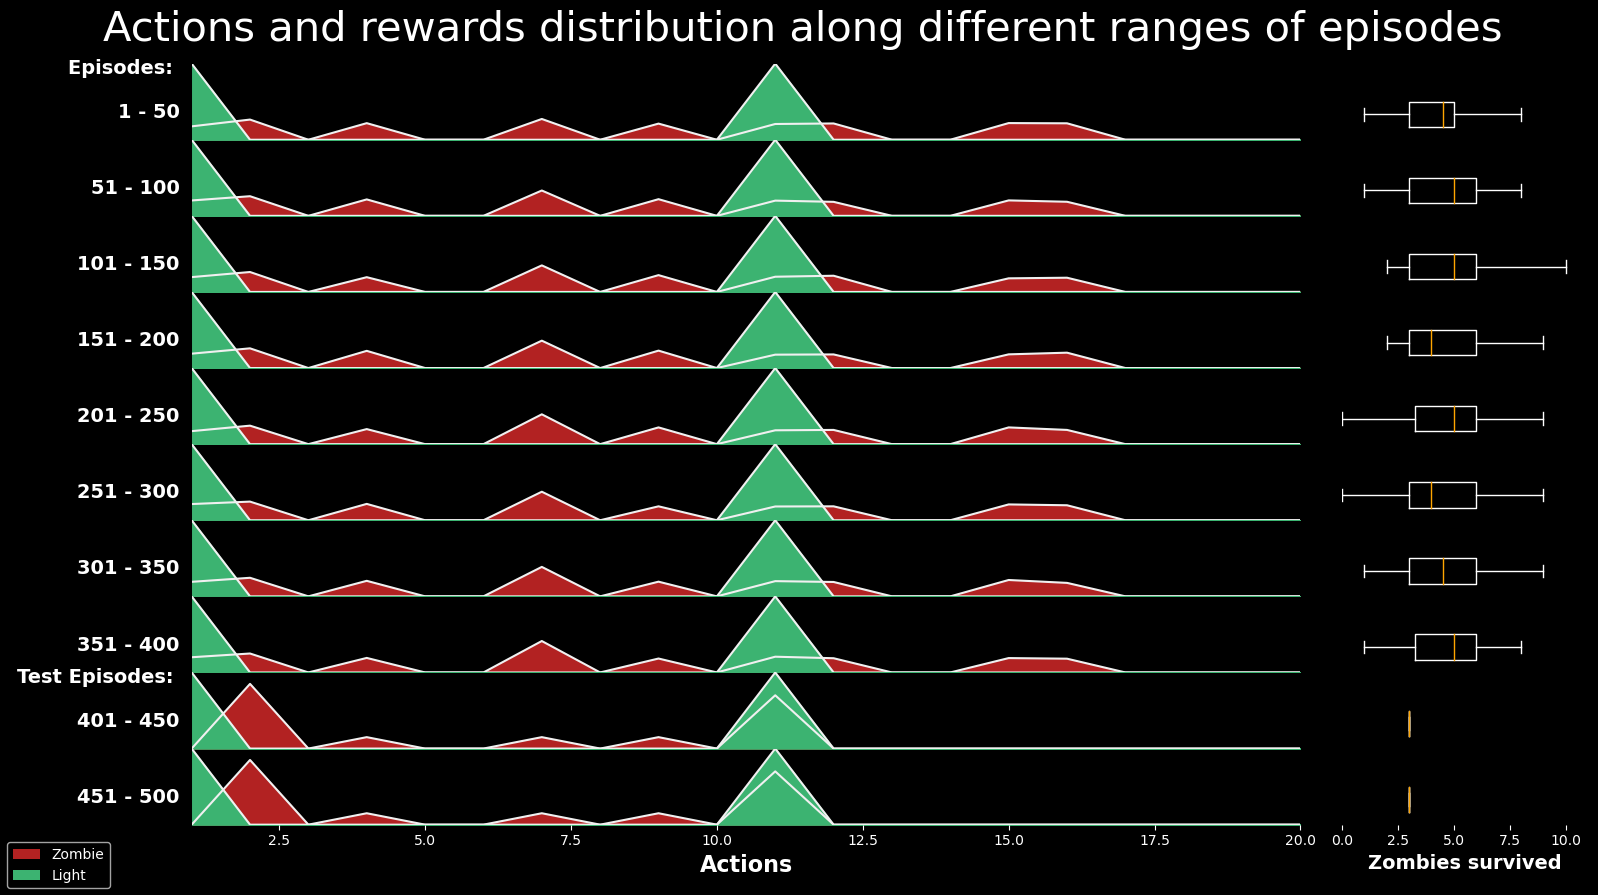 Actions and rewards distribution along different ranges of episodes
Episodes:
1 - 50
51 - 100
101 - 150
151 - 200
201 - 250
251 - 300
301 - 350
351 - 400
Test Episodes:
401 - 450
451 - 500
2.5 5.0 7.5 10.0 12.5 15.0 17.5 20.0
Actions
0.0 2.5 5.0 7.5 10.0
Zombies survived
Zombie
Light